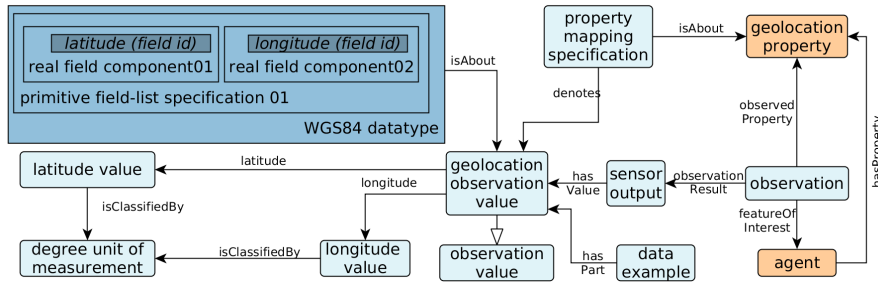 latitude (field id)
longitude (field id)
real field component01
real field component02
primitive field-list specification 01
WGS84 datatype
isAbout
property
mapping
specification
isAbout
geolocation
property
denotes
observed
Property
hasProperty
latitude value
latitude
geolocation
observation
value
has
Value
sensor
output
observation
Result
observation
longitude
isClassifiedBy
featureOf
Interest
degree unit of
measurement
isClassifiedBy
longitude
value
observation
value
has
Part
data
example
agent